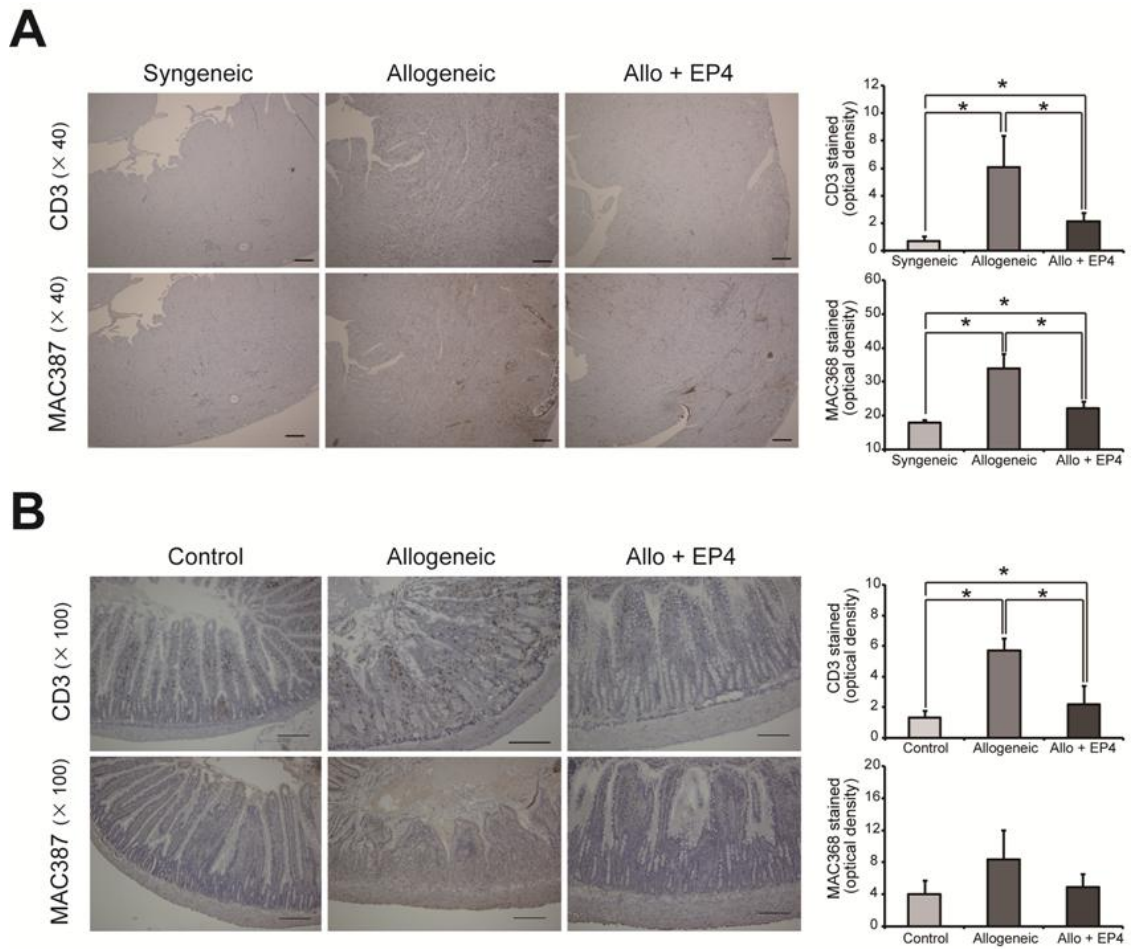 A
Syngeneic Allogeneic Allo + EP4
CD3 (× 40)
MAC387 (× 40)
CD3 stained
(optical density)
12
10
8
6
4
2
0
* * *
Syngeneic Allogeneic Allo + EP4
MAC368 stained
(optical density)
60
50
40
30
20
10
* * *
Syngeneic Allogeneic Allo + EP4
B
Control Allogeneic Allo + EP4
CD3 (× 100)
MAC387 (× 100)
CD3 stained
(optical density)
10
8
6
4
2
0
* * *
Control Allogeneic Allo + EP4
MAC368 stained
(optical density)
20
16
12
8
4
0
Control Allogeneic Allo + EP4